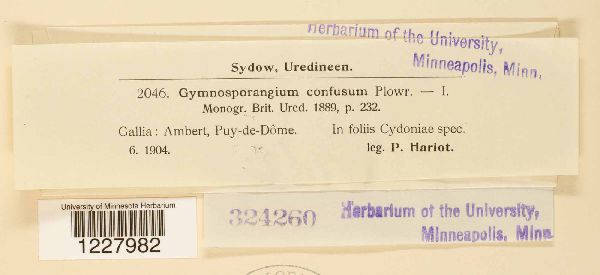 Herbarium of the University,
Minneapolis, Minn.
Sydow, Uredineen.
2046. Gymnosporangium confusum Plowr. — I.
Monogr. Brit. Ured. 1889, p. 232.
Gallia: Ambert, Puy-de-Dôme. In foliis Cydoniae spec.
6. 1904. leg. P. Hariot.
University of Minnesota Herbarium
1227982
324260
Herbarium of the University,
Minneapolis, Minn.